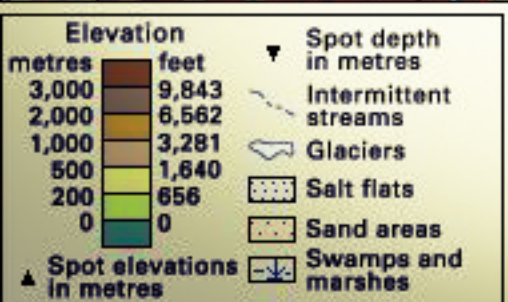 Elevation
metres feet
3,000 9,843
2,000 6,562
1,000 3,281
500 1,640
200 656
0 0
Spot elevations
in metres
Spot depth
in metres
Intermittent
streams
Glaciers
Salt flats
Sand areas
Swamps and
marshes